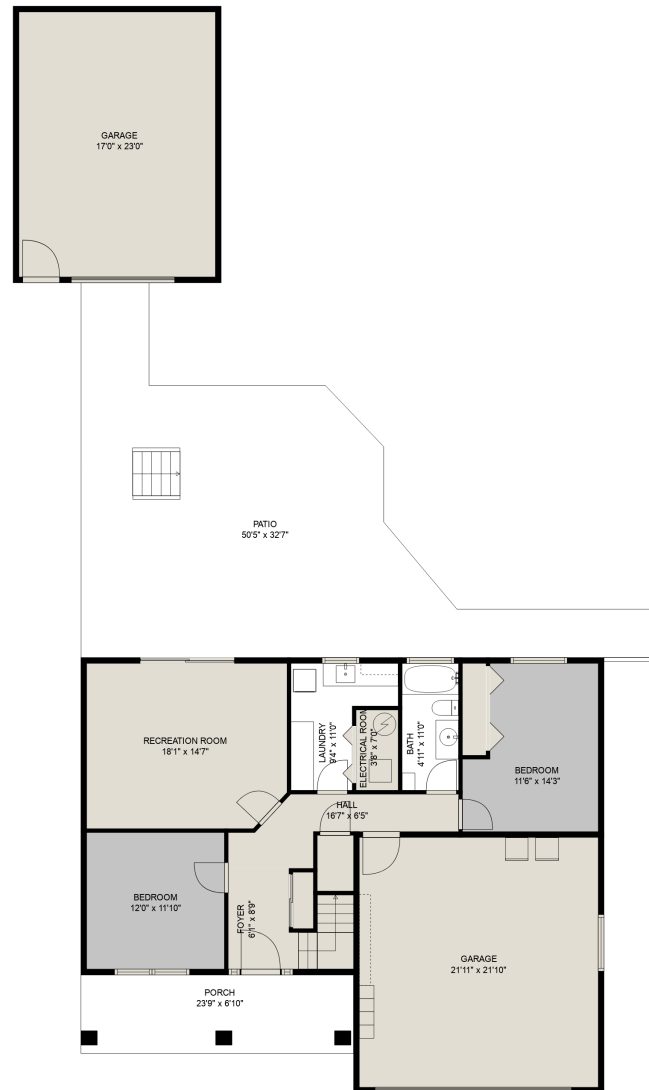 GARAGE
17'0" x 23'0"
PATIO
50'5" x 32'7"
RECREATION ROOM
18'1" x 14'7"
LAUNDRY
9'4" x 11'0"
ELECTRICAL ROOM
3'8" x 7'0"
BATH
4'11" x 11'0"
BEDROOM
11'6" x 14'3"
HALL
16'7" x 6'5"
BEDROOM
12'0" x 11'10"
FOYER
6'1" x 8'9"
GARAGE
21'11" x 21'10"
PORCH
23'9" x 6'10"